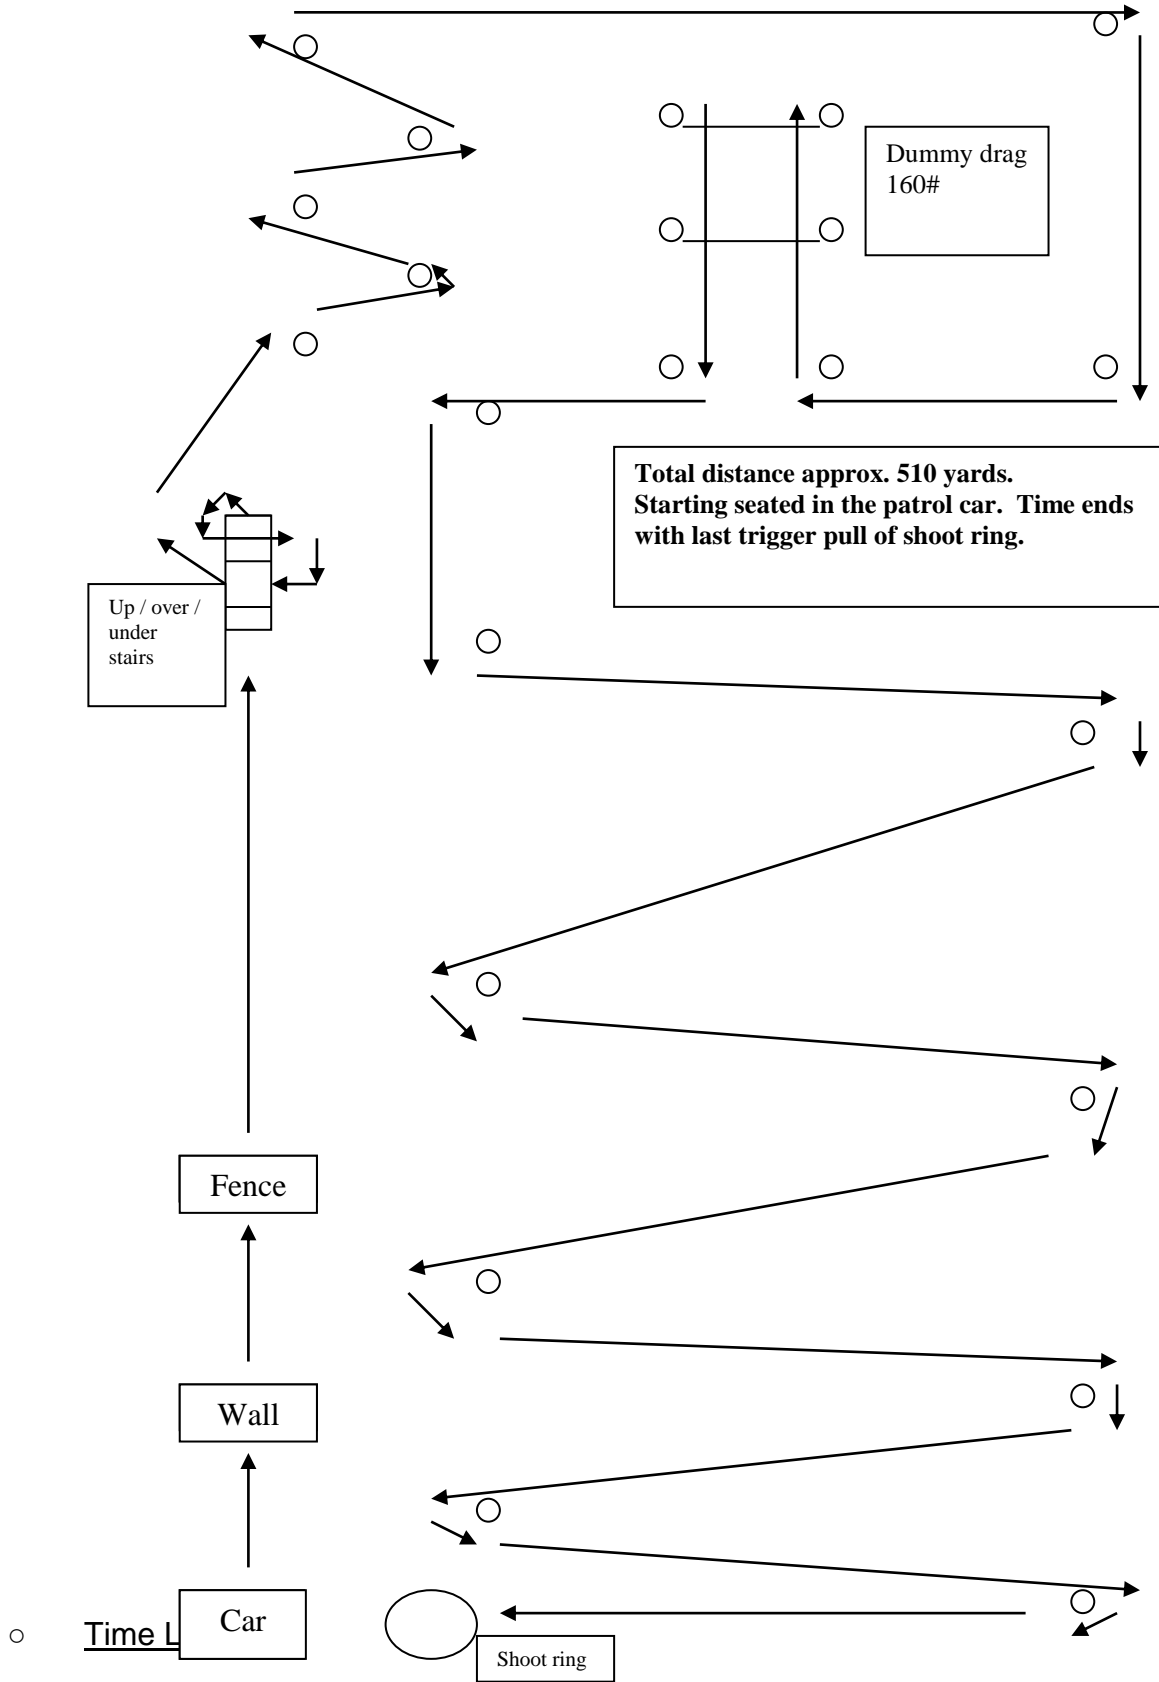 Dummy drag
160#
Total distance approx. 510 yards.
Starting seated in the patrol car.  Time ends
with last trigger pull of shoot ring.
Up / over /
under
stairs
Fence
Wall
Car
○ Time L
Shoot ring